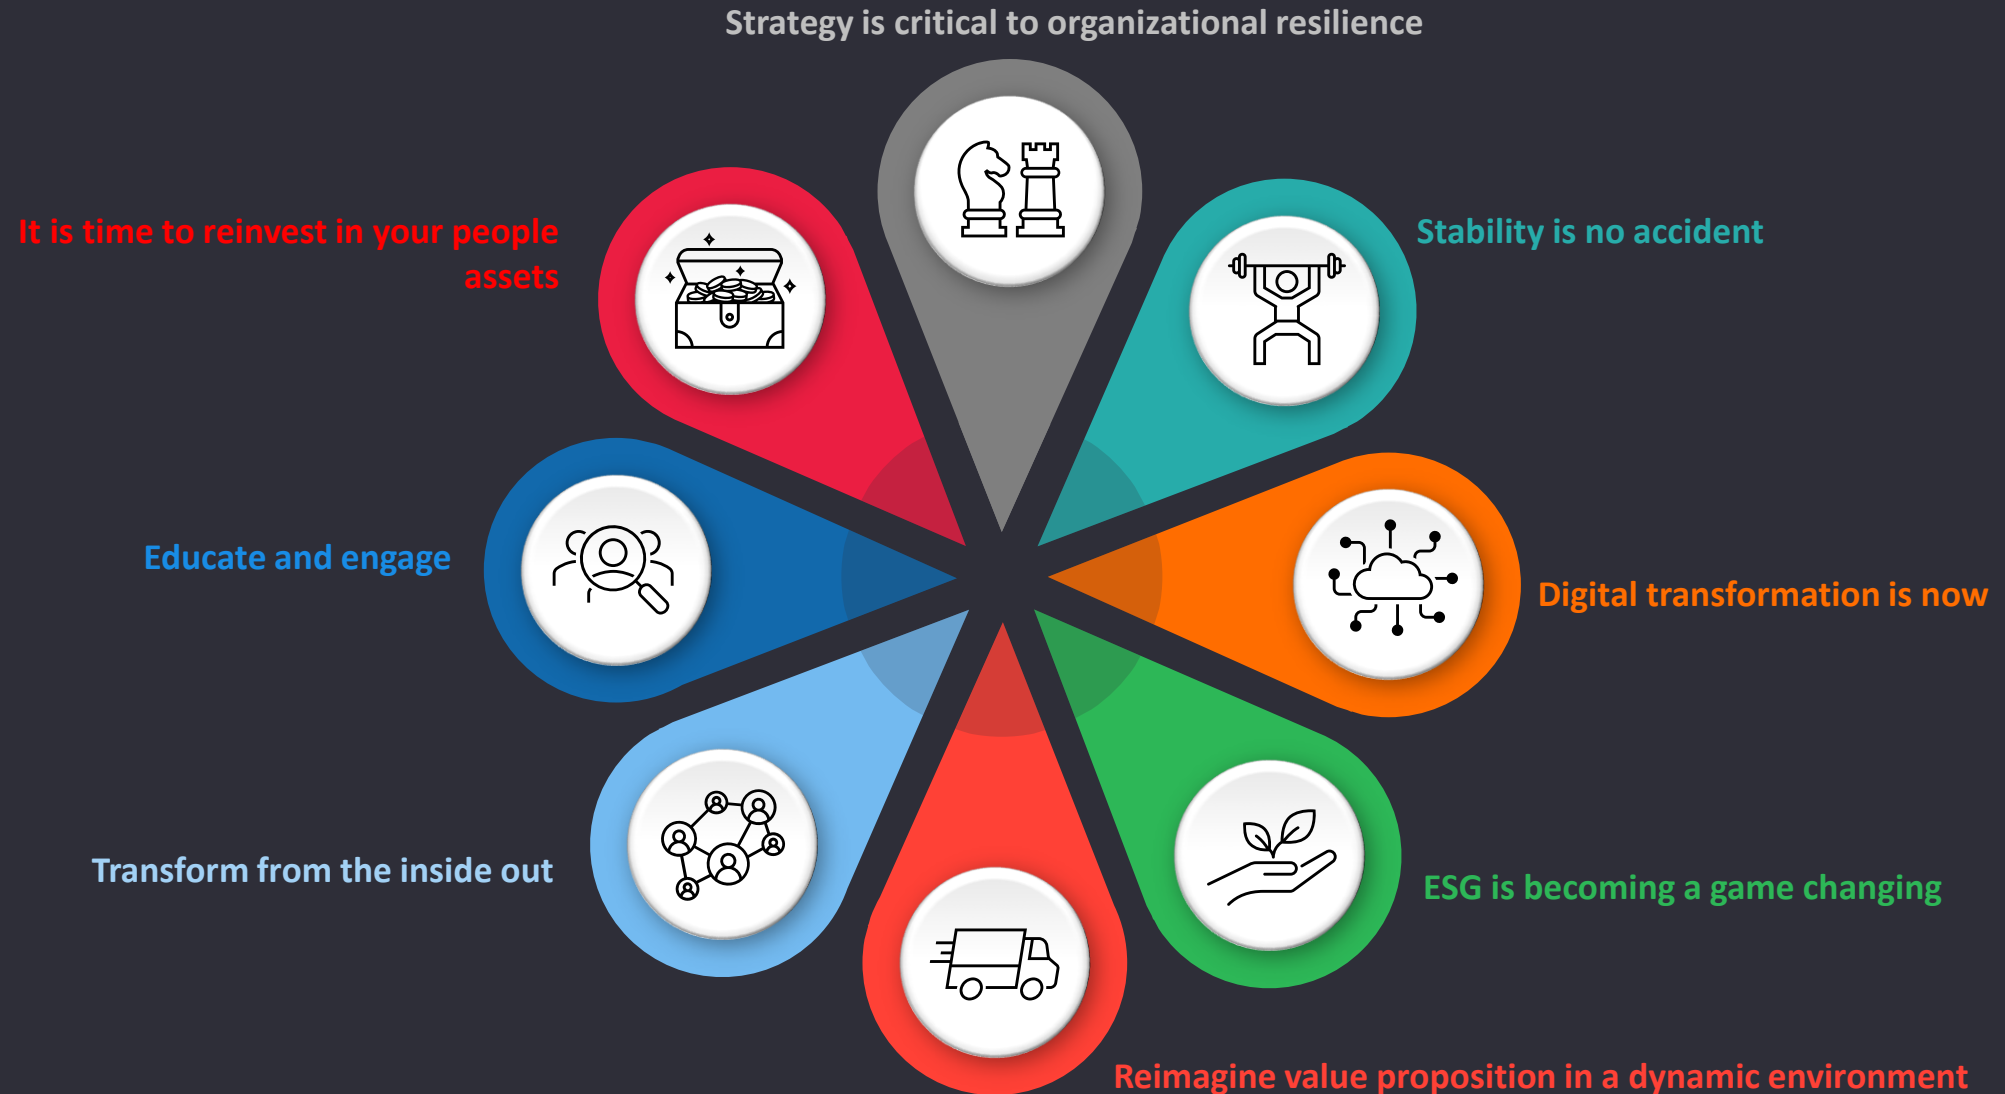 Strategy is critical to organizational resilience
It is time to reinvest in your people
assets
Stability is no accident
Educate and engage
Digital transformation is now
Transform from the inside out
ESG is becoming a game changing
Reimagine value proposition in a dynamic environment